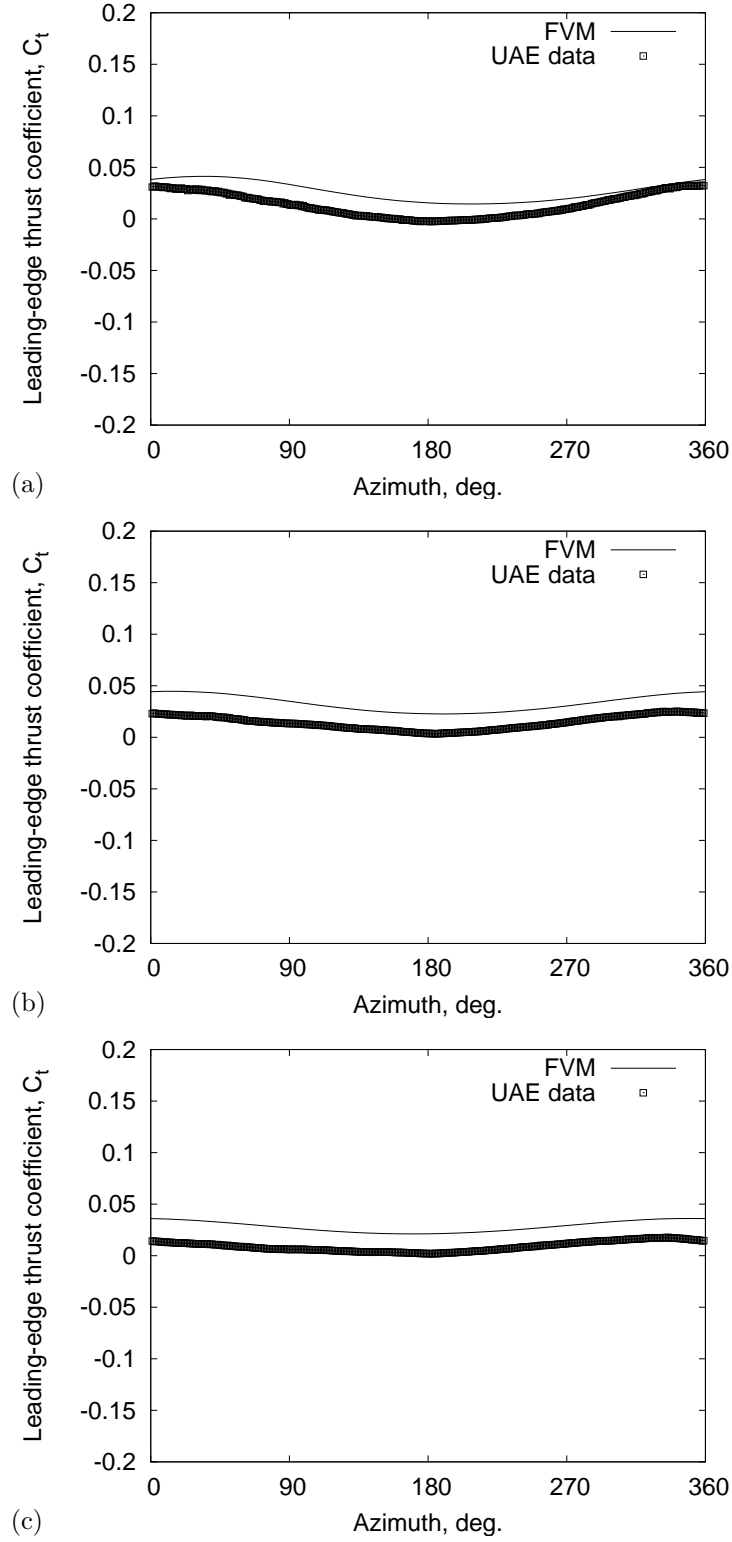 0.2
0.15
0.1
0.05
0
-0.05
-0.1
-0.15
-0.2
Leading-edge thrust coefficient, C_t
FVM
UAE data
0 90 180 270 360
(a)
Azimuth, deg.
0.2
0.15
0.1
0.05
0
-0.05
-0.1
-0.15
-0.2
Leading-edge thrust coefficient, C_t
FVM
UAE data
0 90 180 270 360
(b)
Azimuth, deg.
0.2
0.15
0.1
0.05
0
-0.05
-0.1
-0.15
-0.2
Leading-edge thrust coefficient, C_t
FVM
UAE data
0 90 180 270 360
(c)
Azimuth, deg.